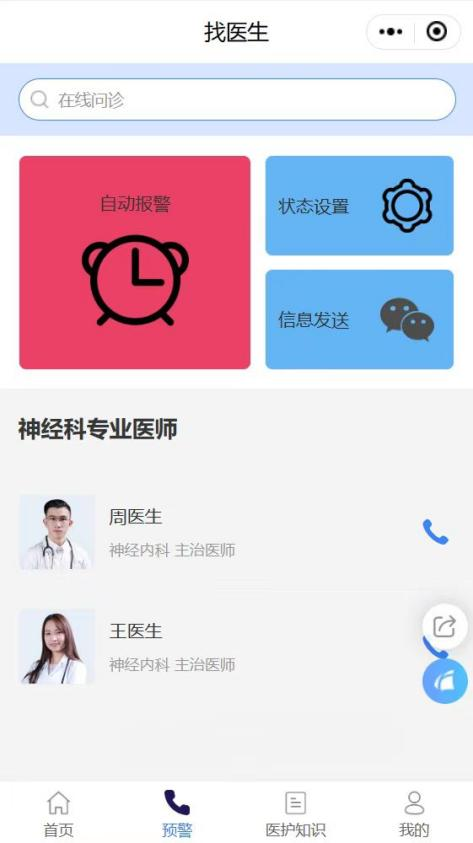 找医生
在线问诊
自动报警
状态设置
信息发送
神经科专业医师
周医生
神经内科 主治医师
王医生
神经内科 主治医师
首页
预警
医护知识
我的